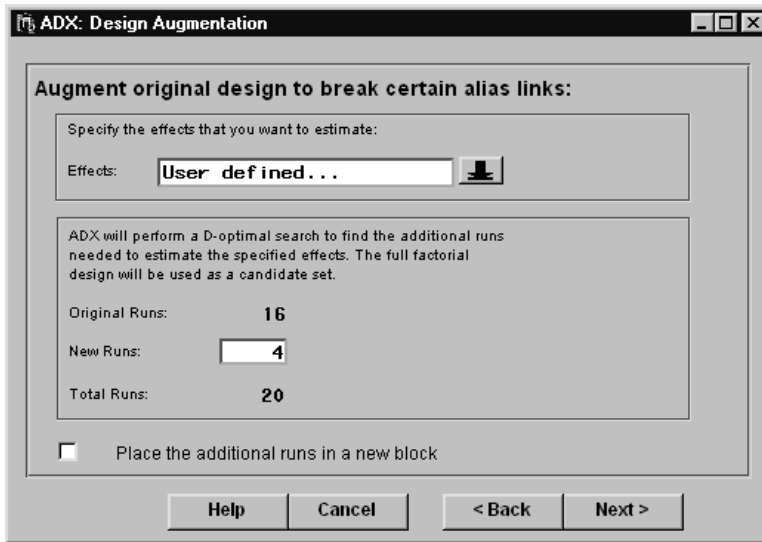 ADX: Design Augmentation
Augment original design to break certain alias links:
Specify the effects that you want to estimate:
Effects: User defined...
ADX will perform a D-optimal search to find the additional runs
needed to estimate the specified effects. The full factorial
design will be used as a candidate set.
Original Runs: 16
New Runs: 4
Total Runs: 20
Place the additional runs in a new block
Help Cancel < Back Next >